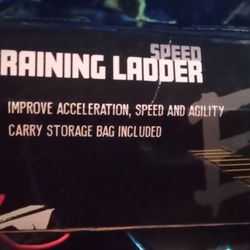 SPEED
RAINING LADDER
IMPROVE ACCELERATION, SPEED AND AGILITY
CARRY STORAGE BAG INCLUDED